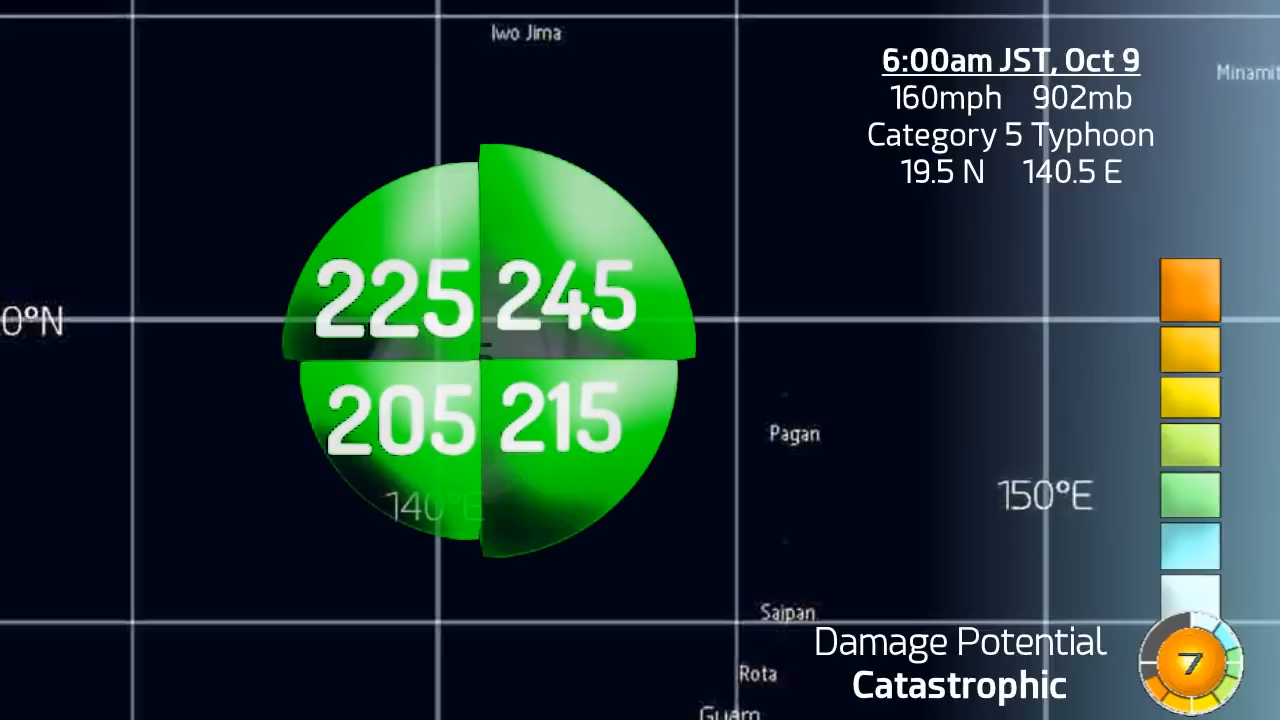 Iwo Jima
6:00am JST, Oct 9
160mph 902mb
Category 5 Typhoon
19.5 N 140.5 E
225 245
0°N
205 215
Pagan
140°E
150°E
Saipan
Damage Potential
Catastrophic
7
Rota
Guam